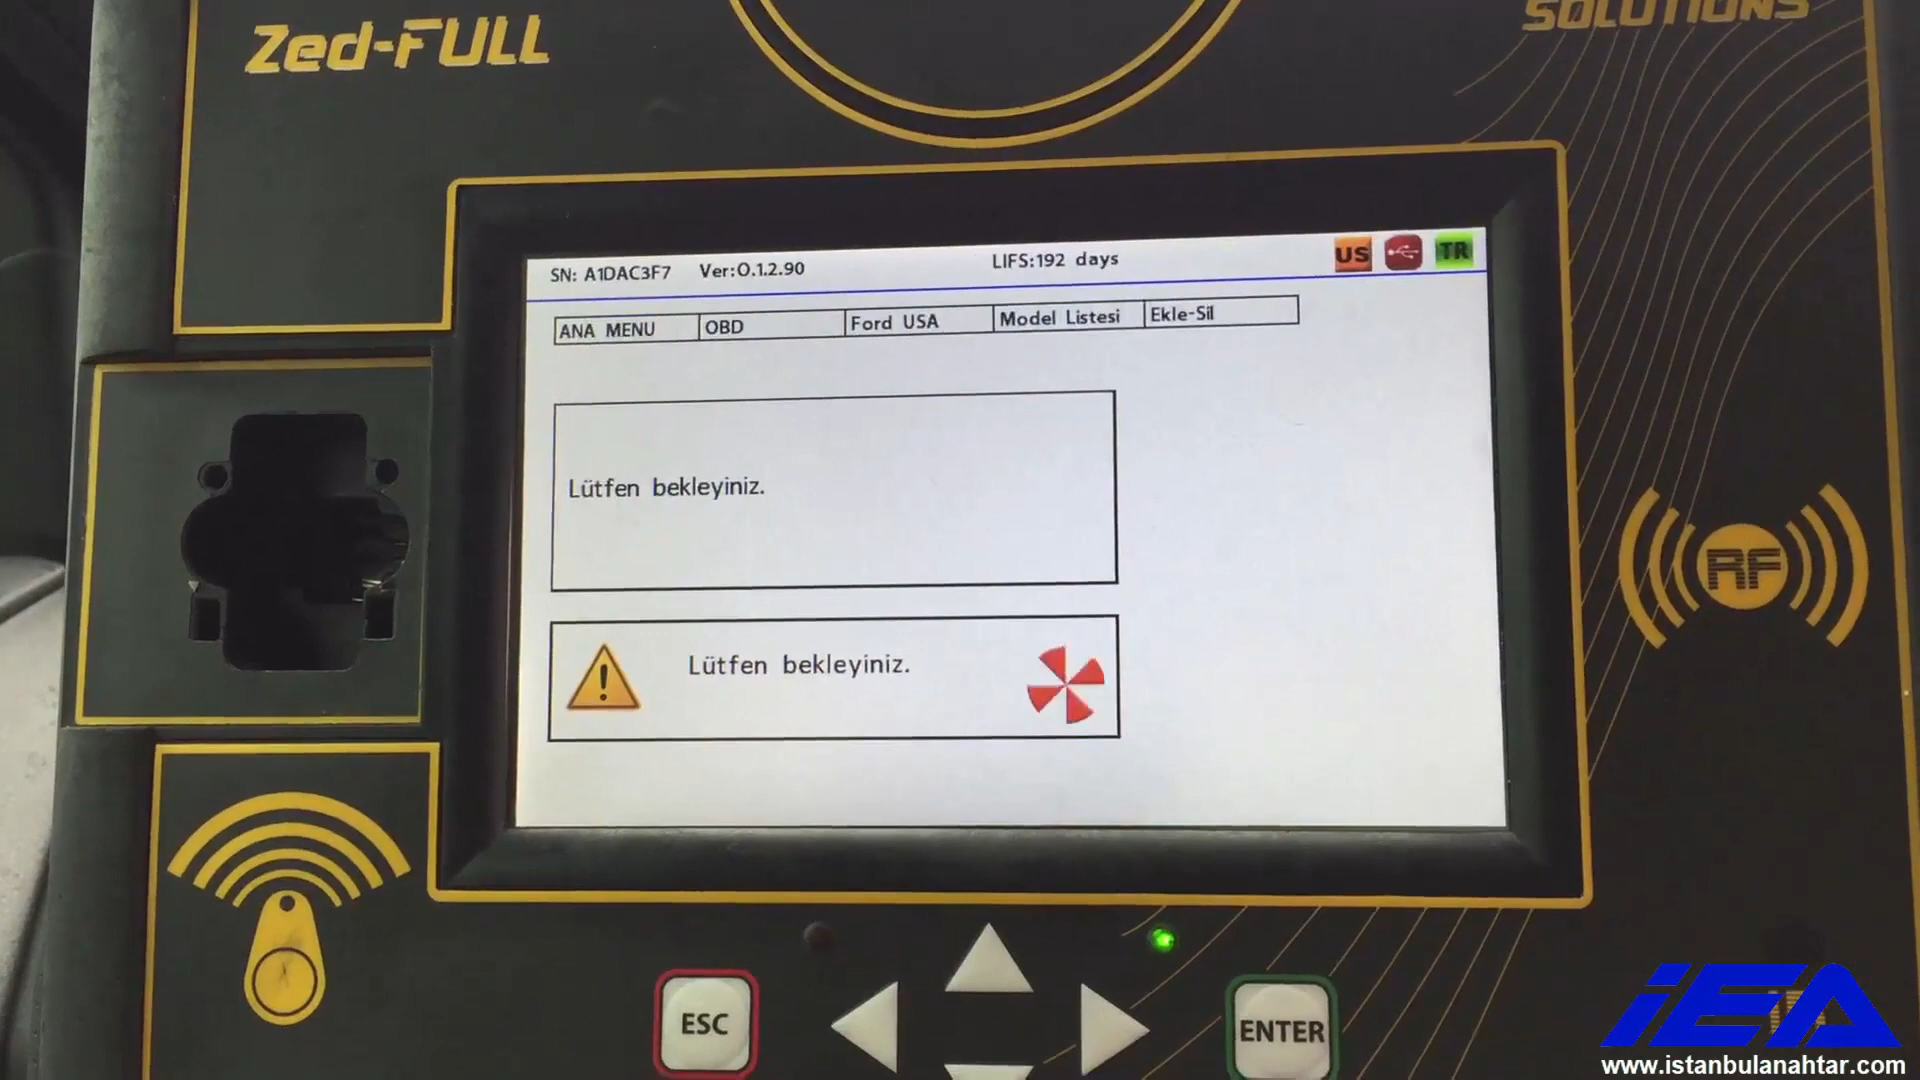 Zed-FULL
SOLUTIONS
SN: A1DAC3F7 Ver:O.1.2.90 LIFS:192 days US TR
ANA MENU OBD Ford USA Model Listesi Ekle-Sil
Lütfen bekleyiniz.
Lütfen bekleyiniz.
RF
ESC
ENTER
iEA
www.istanbulanahtar.com